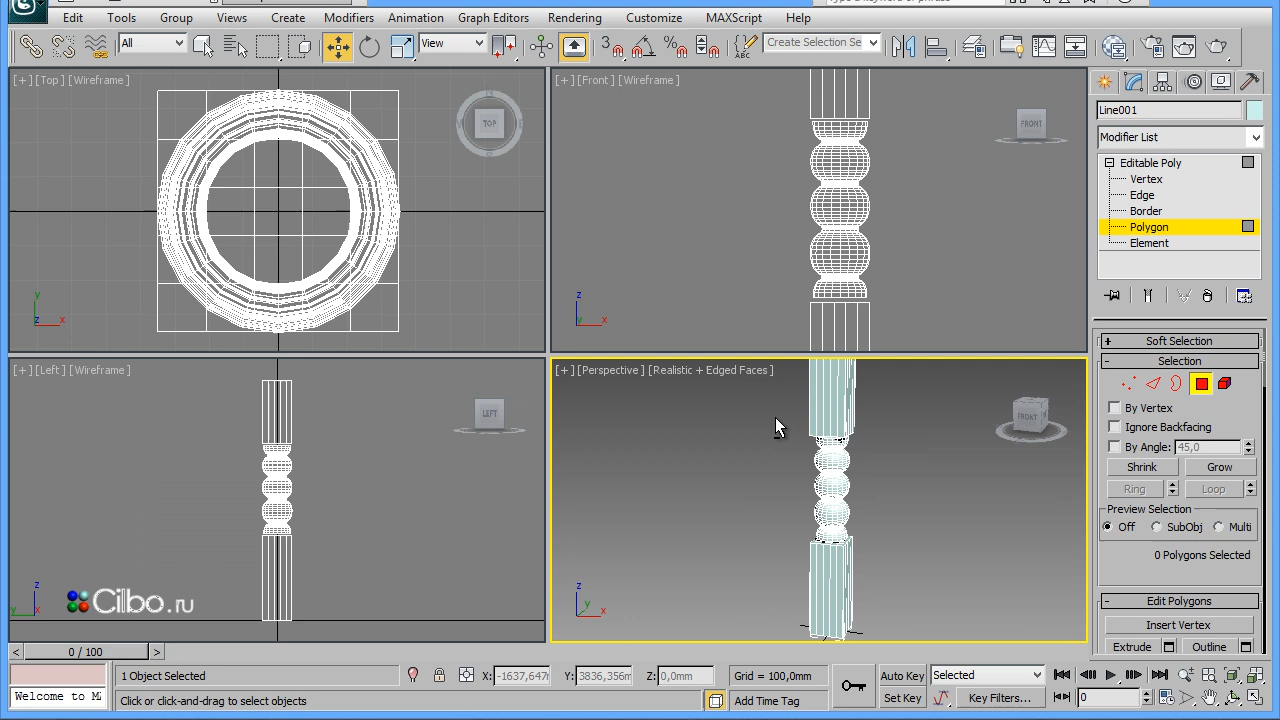 Edit Tools Group Views Create Modifiers Animation Graph Editors Rendering Customize MAXScript Help
All View 3 Create Selection Se
[+] [Top] [Wireframe] TOP
[+] [Front] [Wireframe] FRONT
z x
y z x
[+] [Left] [Wireframe] LEFT
z y x
Cilbo.ru
[+] [Perspective] [Realistic + Edged Faces] FRONT
z y x
Line001
Modifier List
Editable Poly
Vertex
Edge
Border
Polygon
Element
+ Soft Selection
- Selection
By Vertex
Ignore Backfacing
By Angle: 45,0
Shrink Grow
Ring Loop
Preview Selection
Off SubObj Multi
0 Polygons Selected
- Edit Polygons
Insert Vertex
Extrude Outline
< 0 / 100 >
1 Object Selected X: -1637,647 Y: 3836,356m Z: 0,0mm Grid = 100,0mm Auto Key Selected
Welcome to M Click or click-and-drag to select objects Add Time Tag Set Key Key Filters... 0